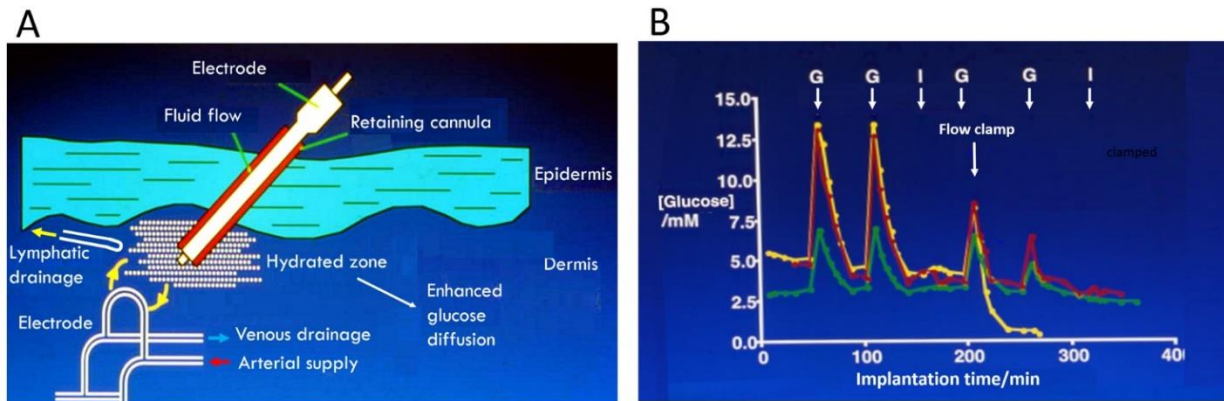 A
Electrode
Fluid flow
Retaining cannula
Epidermis
Lymphatic
drainage
Hydrated zone
Dermis
Enhanced
glucose
diffusion
Electrode
Venous drainage
Arterial supply
B
G G I G G I
15.0
Flow clamp
12.5
clamped
10.0
[Glucose]
/mM
7.5
5.0
2.5
0.0
0 100 200 300 40
Implantation time/min